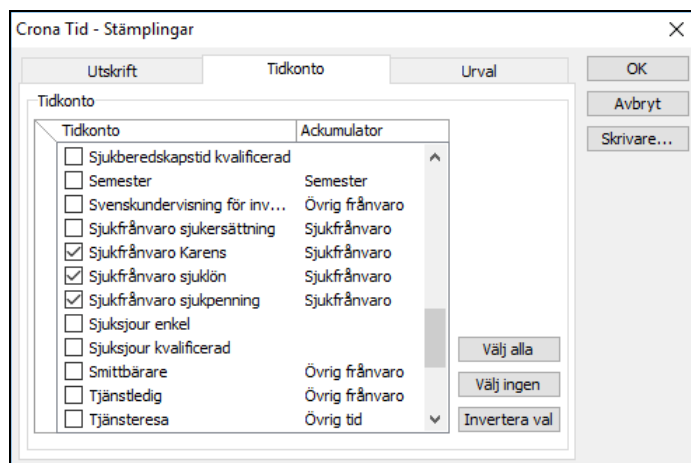 Crona Tid - Stämplingar
Utskrift Tidkonto Urval
OK
Avbryt
Skrivare...
Tidkonto
Tidkonto Ackumulator
Sjukberedskapstid kvalificerad
Semester Semester
Svenskundervisning för inv... Övrig frånvaro
Sjukfrånvaro sjukersättning Sjukfrånvaro
Sjukfrånvaro Karens Sjukfrånvaro
Sjukfrånvaro sjuklön Sjukfrånvaro
Sjukfrånvaro sjukpenning Sjukfrånvaro
Sjuksjour enkel
Sjuksjour kvalificerad
Smittbärare Övrig frånvaro
Tjänstledig Övrig frånvaro
Tjänsteresa Övrig tid
Välj alla
Välj ingen
Invertera val